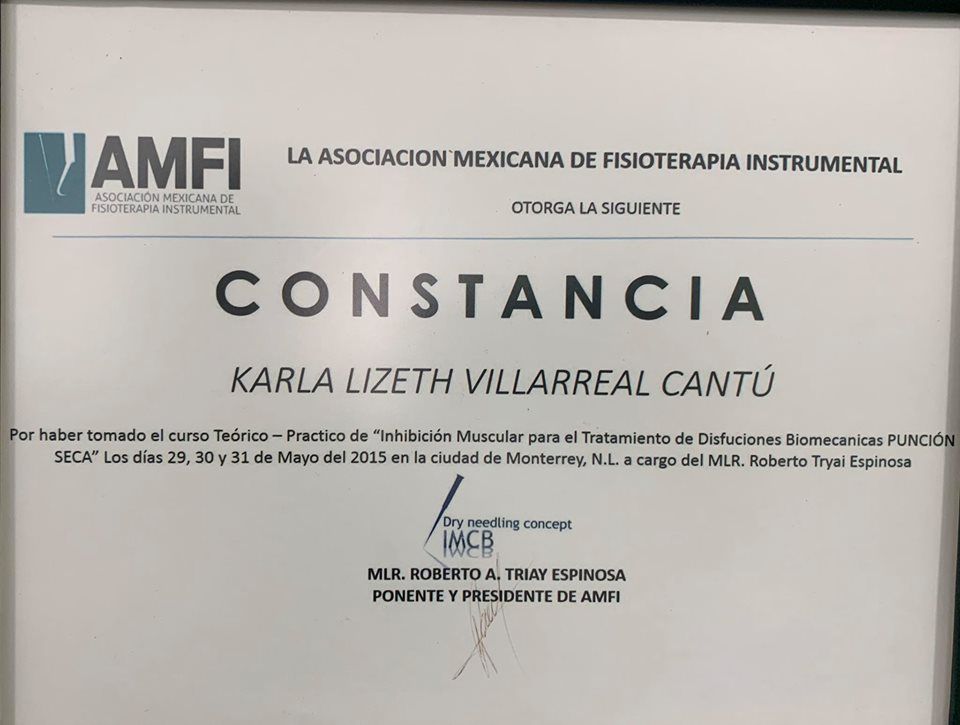 AMFI
ASOCIACIÓN MEXICANA DE
FISIOTERAPIA INSTRUMENTAL
LA ASOCIACION MEXICANA DE FISIOTERAPIA INSTRUMENTAL
OTORGA LA SIGUIENTE
CONSTANCIA
KARLA LIZETH VILLARREAL CANTÚ
Por haber tomado el curso Teórico – Practico de “Inhibición Muscular para el Tratamiento de Disfuciones Biomecanicas PUNCIÓN
SECA” Los días 29, 30 y 31 de Mayo del 2015 en la ciudad de Monterrey, N.L. a cargo del MLR. Roberto Tryai Espinosa
Dry needling concept
IMCB
MLR. ROBERTO A. TRIAY ESPINOSA
PONENTE Y PRESIDENTE DE AMFI